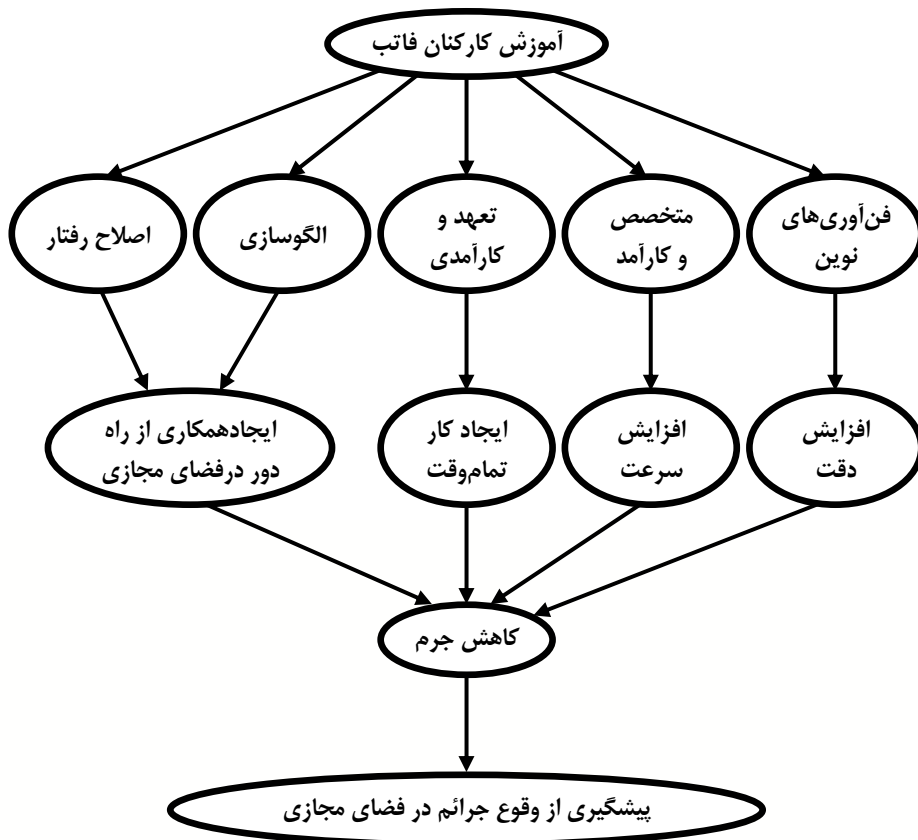 آموزش کارکنان فاتب
فن‌آوری‌های
نوین
متخصص
و کارآمد
تعهد و
کارآمدی
الگوسازی
اصلاح رفتار
افزایش
دقت
افزایش
سرعت
ایجاد کار
تمام‌وقت
ایجادهمکاری از راه
دور درفضای مجازی
کاهش جرم
پیشگیری از وقوع جرائم در فضای مجازی